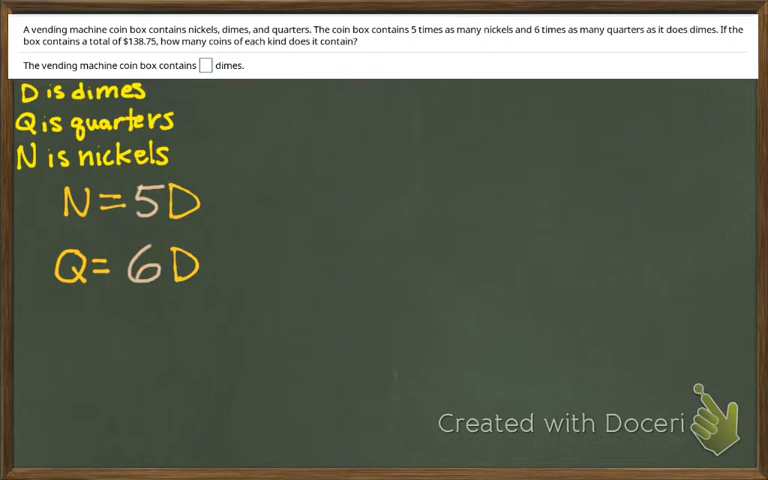 A vending machine coin box contains nickels, dimes, and quarters. The coin box contains 5 times as many nickels and 6 times as many quarters as it does dimes. If the
box contains a total of $138.75, how many coins of each kind does it contain?
The vending machine coin box contains dimes.
D is dimes
Q is quarters
N is nickels
N = 5D
Q = 6D
Created with Doceri